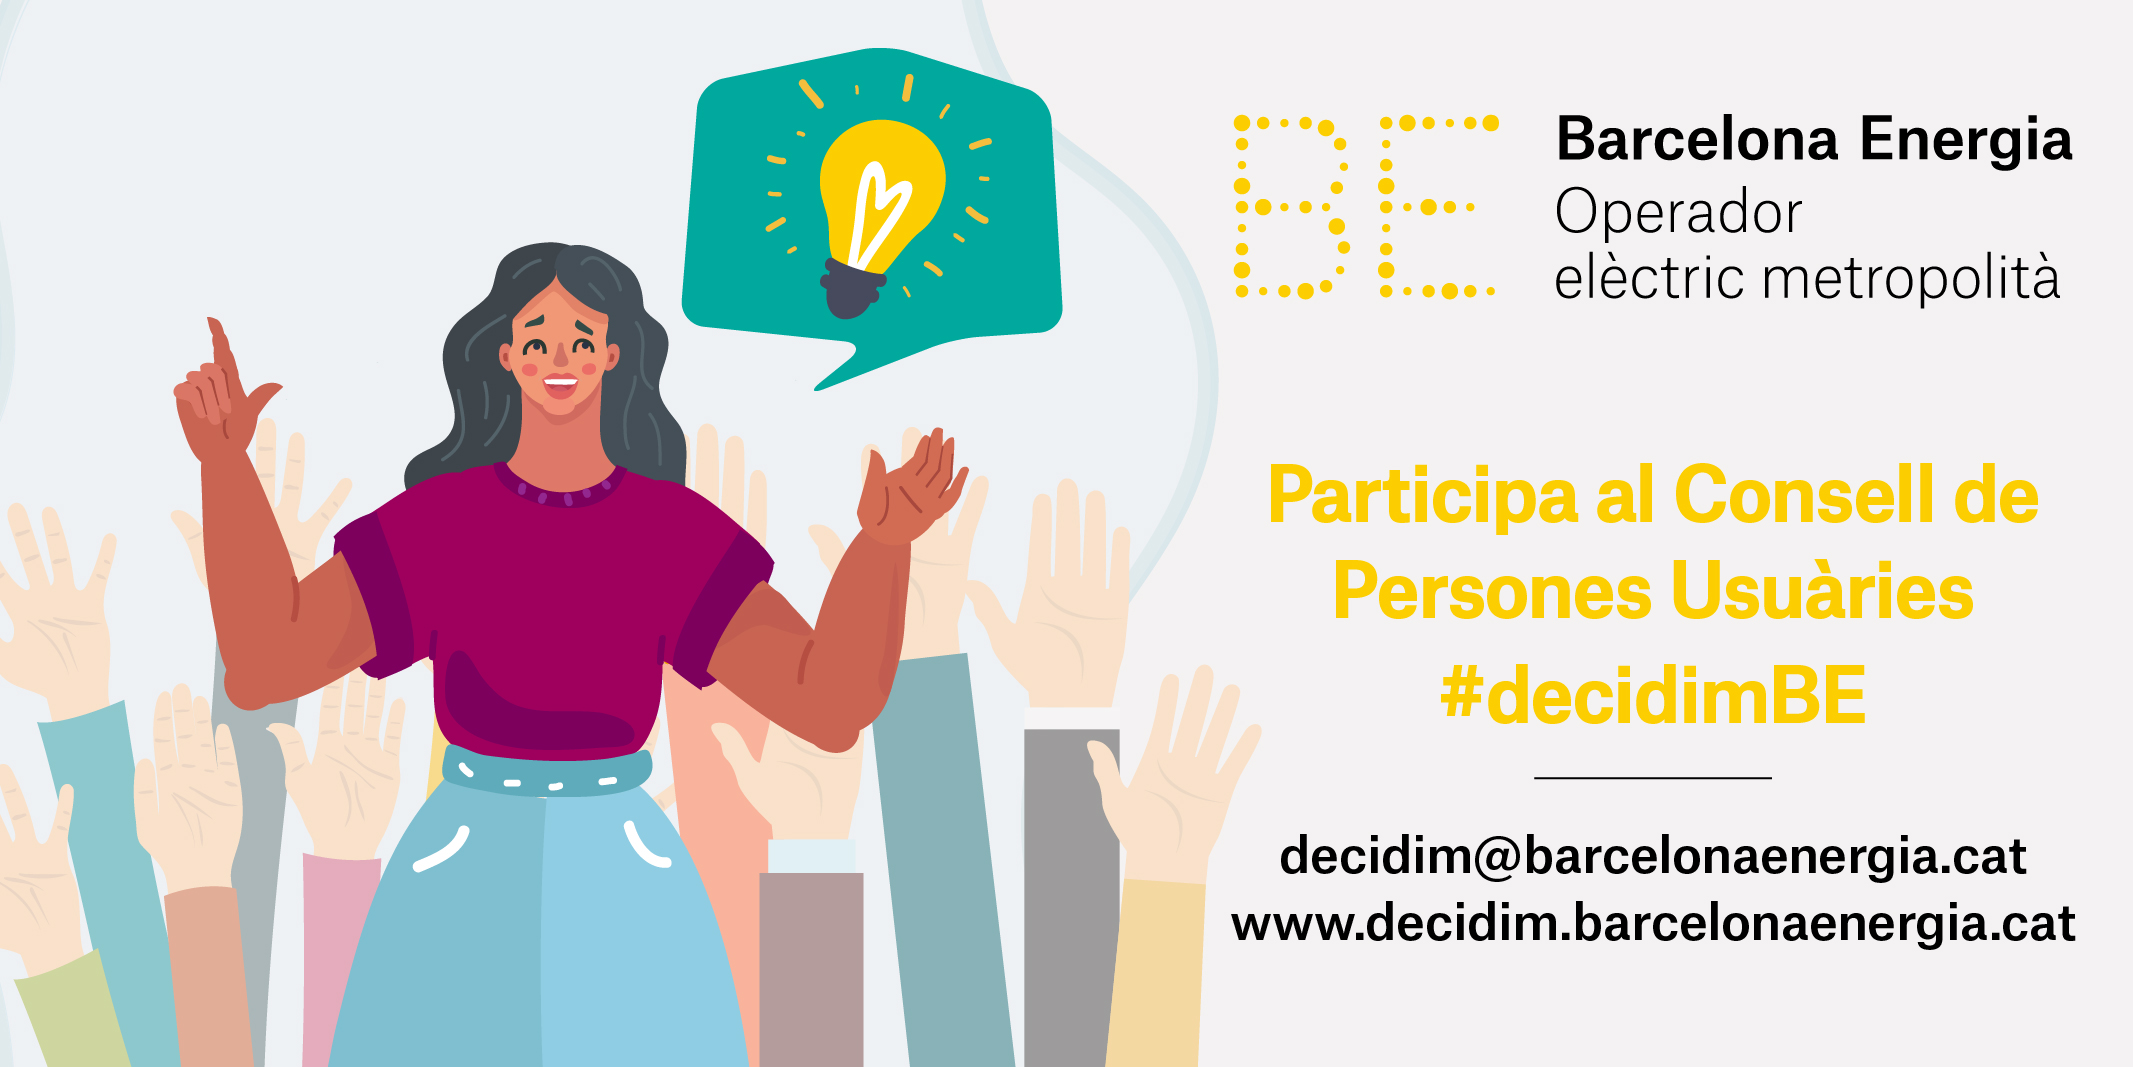 BE
Barcelona Energia
Operador
elèctric metropolità
Participa al Consell de
Persones Usuàries
#decidimBE
decidim@barcelonaenergia.cat
www.decidim.barcelonaenergia.cat